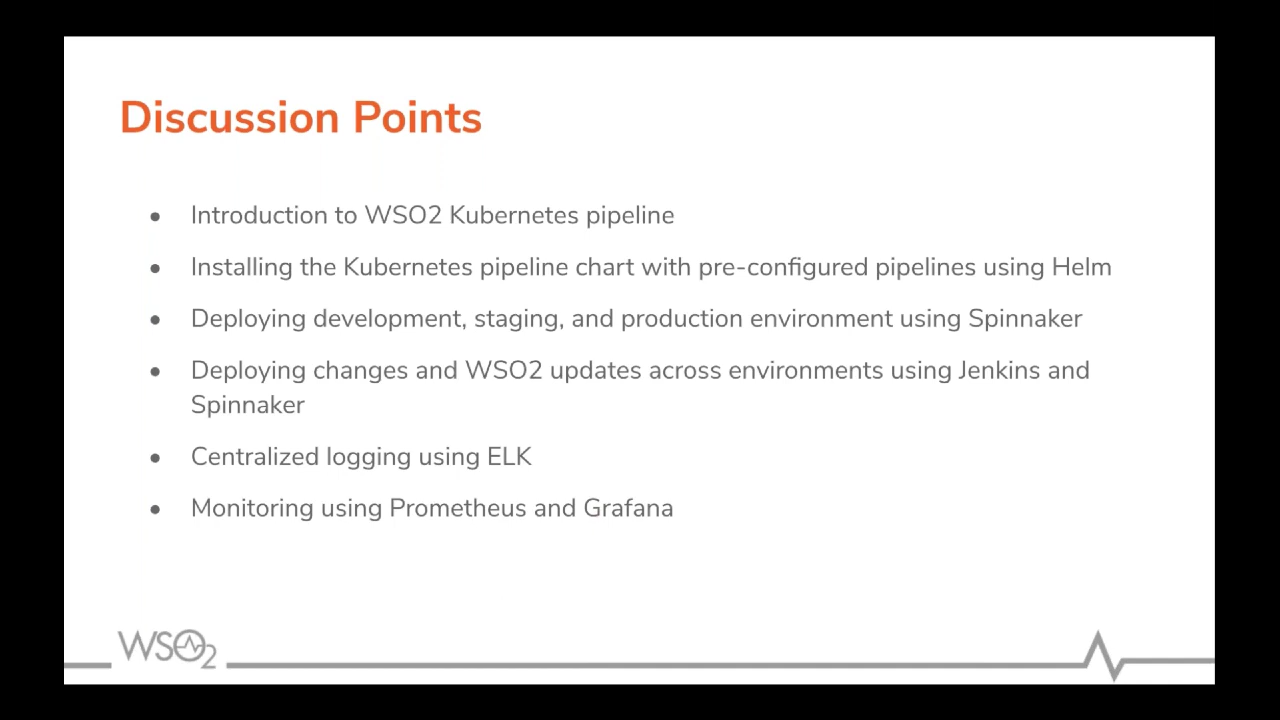 Discussion Points
● Introduction to WSO2 Kubernetes pipeline
● Installing the Kubernetes pipeline chart with pre-configured pipelines using Helm
● Deploying development, staging, and production environment using Spinnaker
● Deploying changes and WSO2 updates across environments using Jenkins and
Spinnaker
● Centralized logging using ELK
● Monitoring using Prometheus and Grafana
WSO2